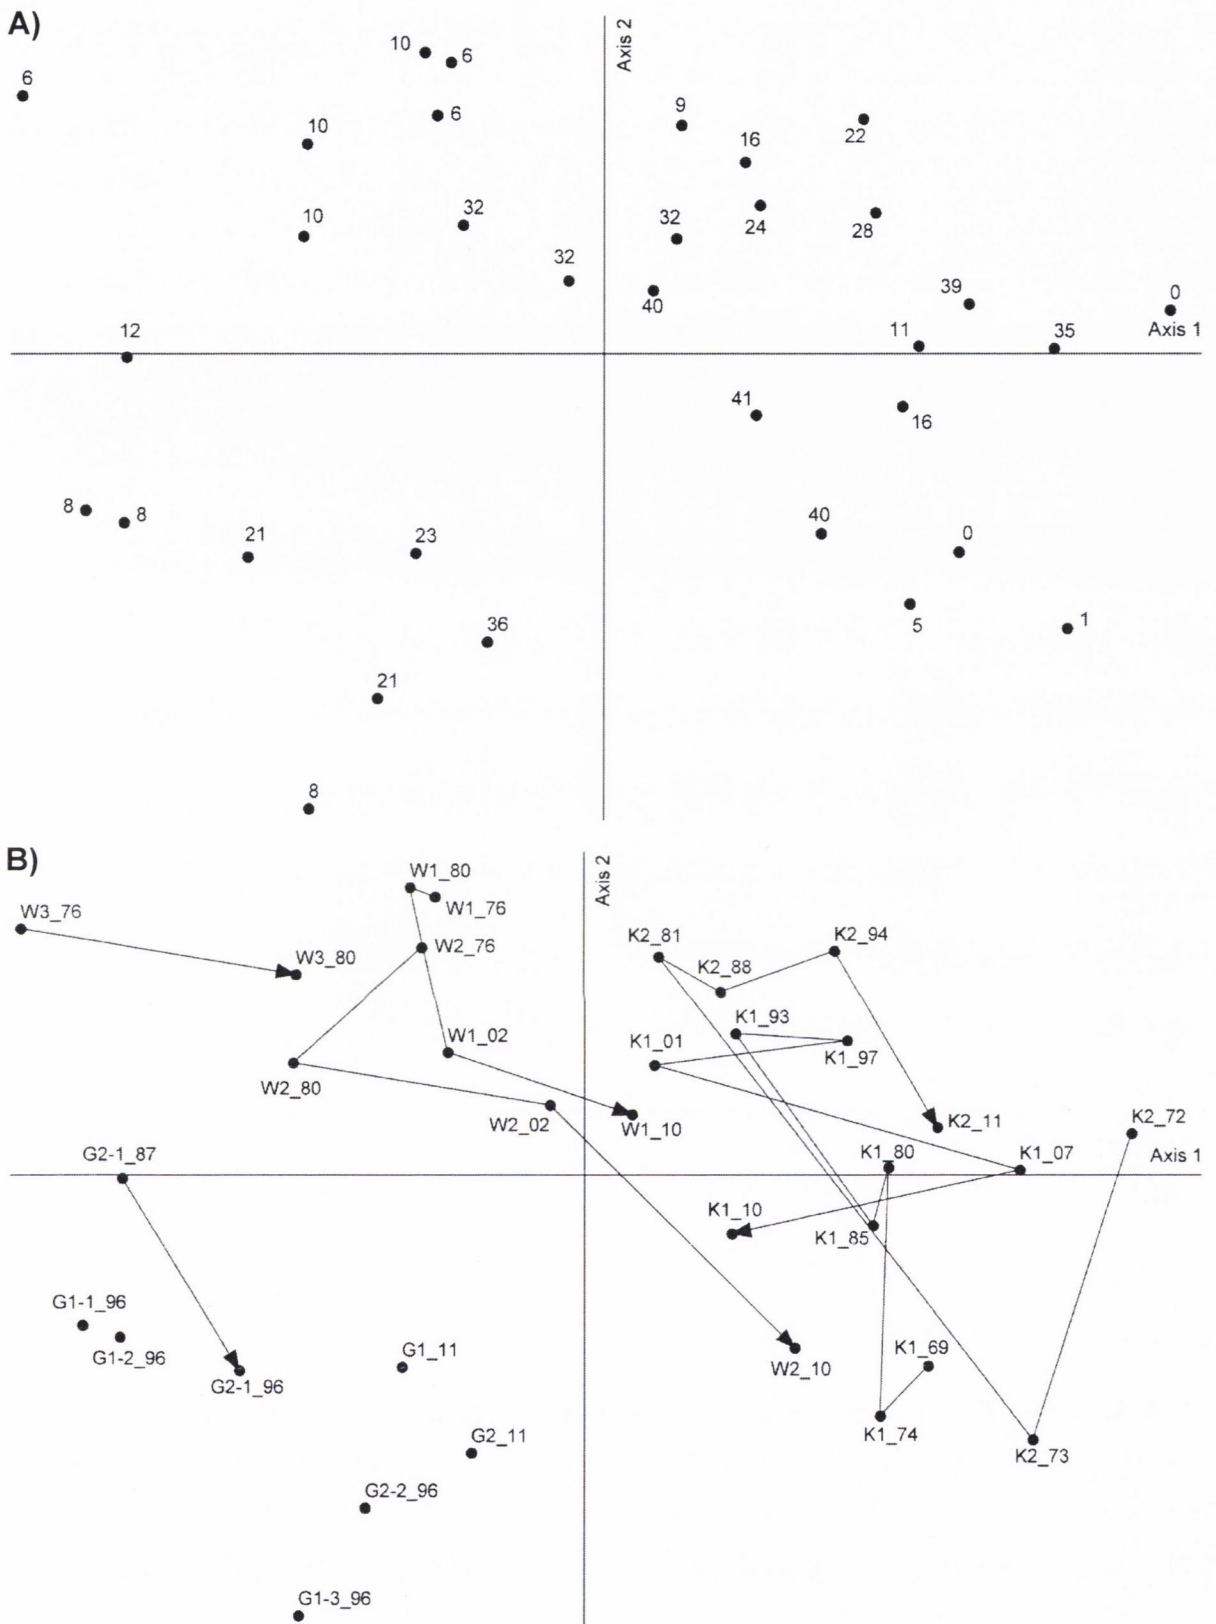 A)
Axis 2
10
6
6
6
9
22
10
16
10
32
32
24
28
32
40
39
0
Axis 1
12
11
35
41
16
8
8
21
23
40
0
36
5
1
21
8
B)
Axis 2
W1_80
W1_76
W3_76
W2_76
K2_81
K2_94
W3_80
K2_88
K1_93
W1_02
K1_01
K1_97
W2_80
W2_02
W1_10
K2_11
K2_72
G2-1_87
K1_80
K1_07
Axis 1
K1_10
K1_85
G1-1_96
G1-2_96
G1_11
K1_69
G2-1_96
W2_10
K1_74
G2_11
K2_73
G2-2_96
G1-3_96